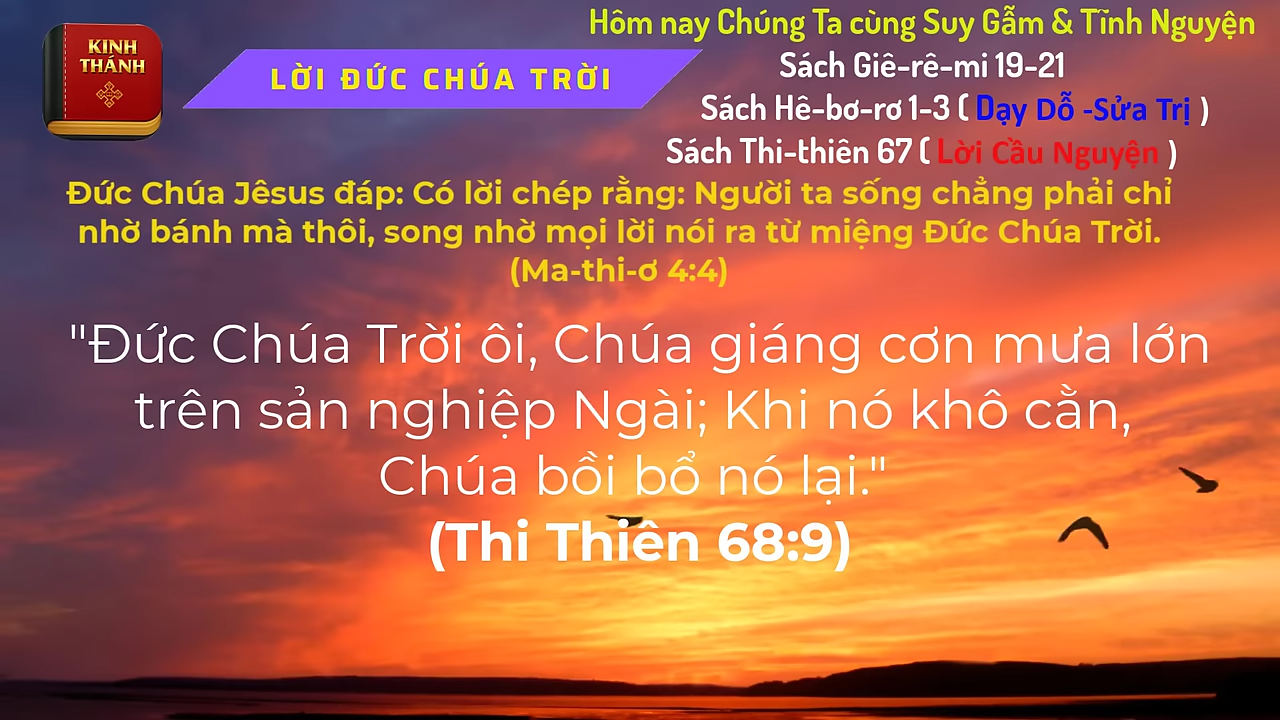 KINH
THÁNH
LỜI ĐỨC CHÚA TRỜI
Hôm nay Chúng Ta cùng Suy Gẫm & Tĩnh Nguyện
Sách Giê-rê-mi 19-21
Sách Hê-bơ-rơ 1-3 ( Dạy Dỗ -Sửa Trị )
Sách Thi-thiên 67 ( Lời Cầu Nguyện )
Đức Chúa Jêsus đáp: Có lời chép rằng: Người ta sống chẳng phải chỉ
nhờ bánh mà thôi, song nhờ mọi lời nói ra từ miệng Đức Chúa Trời.
(Ma-thi-ơ 4:4)
"Đức Chúa Trời ôi, Chúa giáng cơn mưa lớn
trên sản nghiệp Ngài; Khi nó khô cằn,
Chúa bồi bổ nó lại."
(Thi Thiên 68:9)